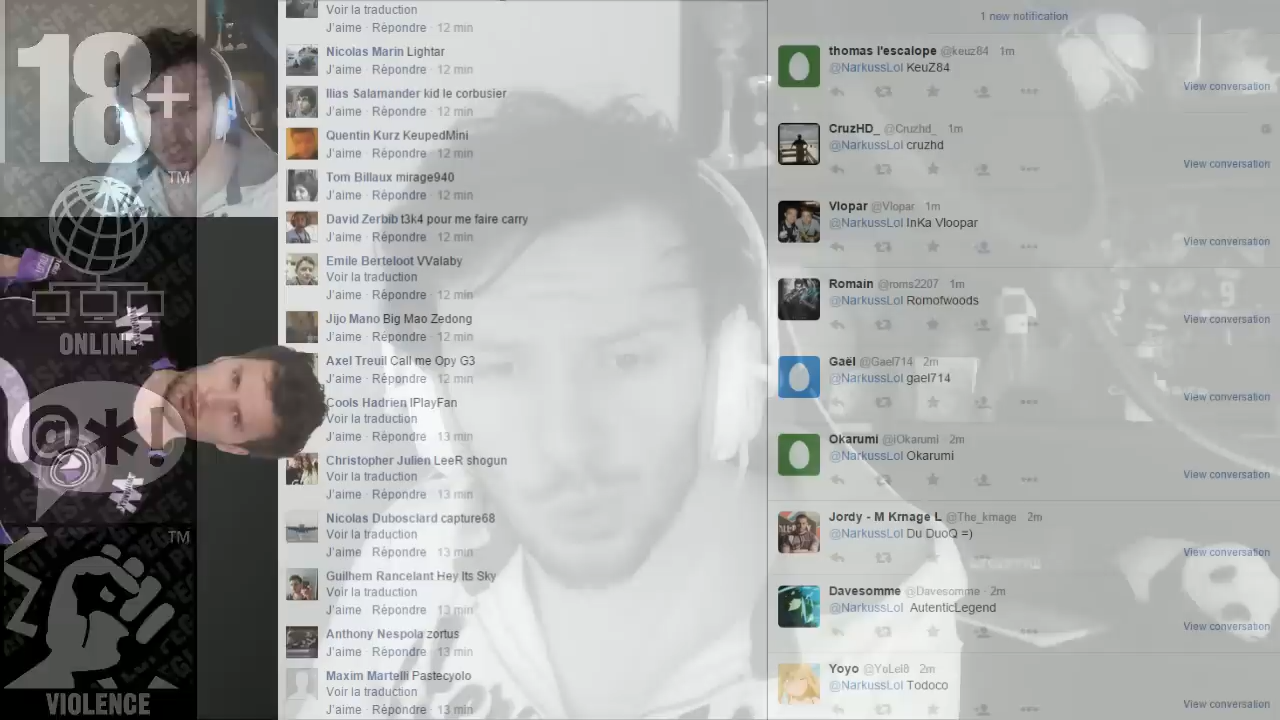 18+
TM
ONLINE
@*!
TM
VIOLENCE
Voir la traduction
J'aime · Répondre · 12 min
Nicolas Marin Lightar
J'aime · Répondre · 12 min
Ilias Salamander kid le corbusier
J'aime · Répondre · 12 min
Quentin Kurz KeupedMini
J'aime · Répondre · 12 min
Tom Billaux mirage940
J'aime · Répondre · 12 min
David Zerbib t3k4 pour me faire carry
J'aime · Répondre · 12 min
Emile Berteloot VValaby
Voir la traduction
J'aime · Répondre · 12 min
Jijo Mano Big Mao Zedong
J'aime · Répondre · 12 min
Axel Treuil Call me Opy G3
J'aime · Répondre · 12 min
Cools Hadrien IPlayFan
Voir la traduction
J'aime · Répondre · 13 min
Christopher Julien LeeR shogun
Voir la traduction
J'aime · Répondre · 13 min
Nicolas Dubosclard capture68
Voir la traduction
J'aime · Répondre · 13 min
Guilhem Rancelant Hey Its Sky
Voir la traduction
J'aime · Répondre · 13 min
Anthony Nespola zortus
J'aime · Répondre · 13 min
Maxim Martelli Pastecyolo
Voir la traduction
J'aime · Répondre · 13 min
1 new notification
thomas l'escalope @keuz84 1m
@NarkussLol KeuZ84
View conversation
CruzHD_ @Cruzhd_ 1m
@NarkussLol cruzhd
View conversation
Vlopar @Vlopar 1m
@NarkussLol InKa Vloopar
View conversation
Romain @roms2207 1m
@NarkussLol Romofwoods
View conversation
Gaël @Gael714 2m
@NarkussLol gael714
View conversation
Okarumi @iOkarumi 2m
@NarkussLol Okarumi
View conversation
Jordy - M Krnage L @The_krnage 2m
@NarkussLol Du DuoQ =)
View conversation
Davesomme @Davesomme · 2m
@NarkussLol AutenticLegend
View conversation
Yoyo @YoLei8 2m
@NarkussLol Todoco
View conversation